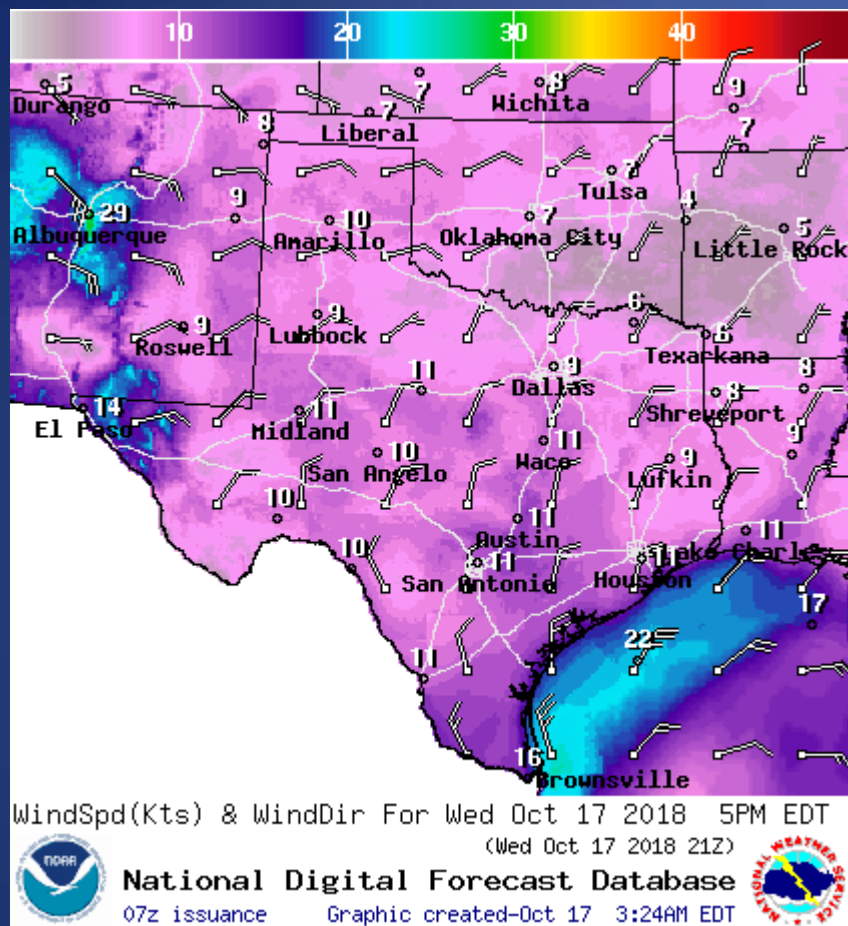 10 20 30 40
5 7 8 9
Durango Wichita
7
Liberal
8 7
7
Tulsa
29 9 10 7 4 5
Albuquerque Amarillo Oklahoma City Little Rock
9 9 6 6
Roswell Lubbock Texarkana
11 9 8
Dallas
14 11 8
El Paso Midland Shreveport
10 11 9 9
San Angelo Waco Lufkin
10 11 11
Austin
10 11 11 Lake Charles
San Antonio Houston
17
11 22
16
Brownsville
WindSpd(Kts) & WindDir For Wed Oct 17 2018 5PM EDT
(Wed Oct 17 2018 21Z)
NOAA
National Digital Forecast Database
07z issuance Graphic created-Oct 17 3:24AM EDT
NATIONAL WEATHER SERVICE